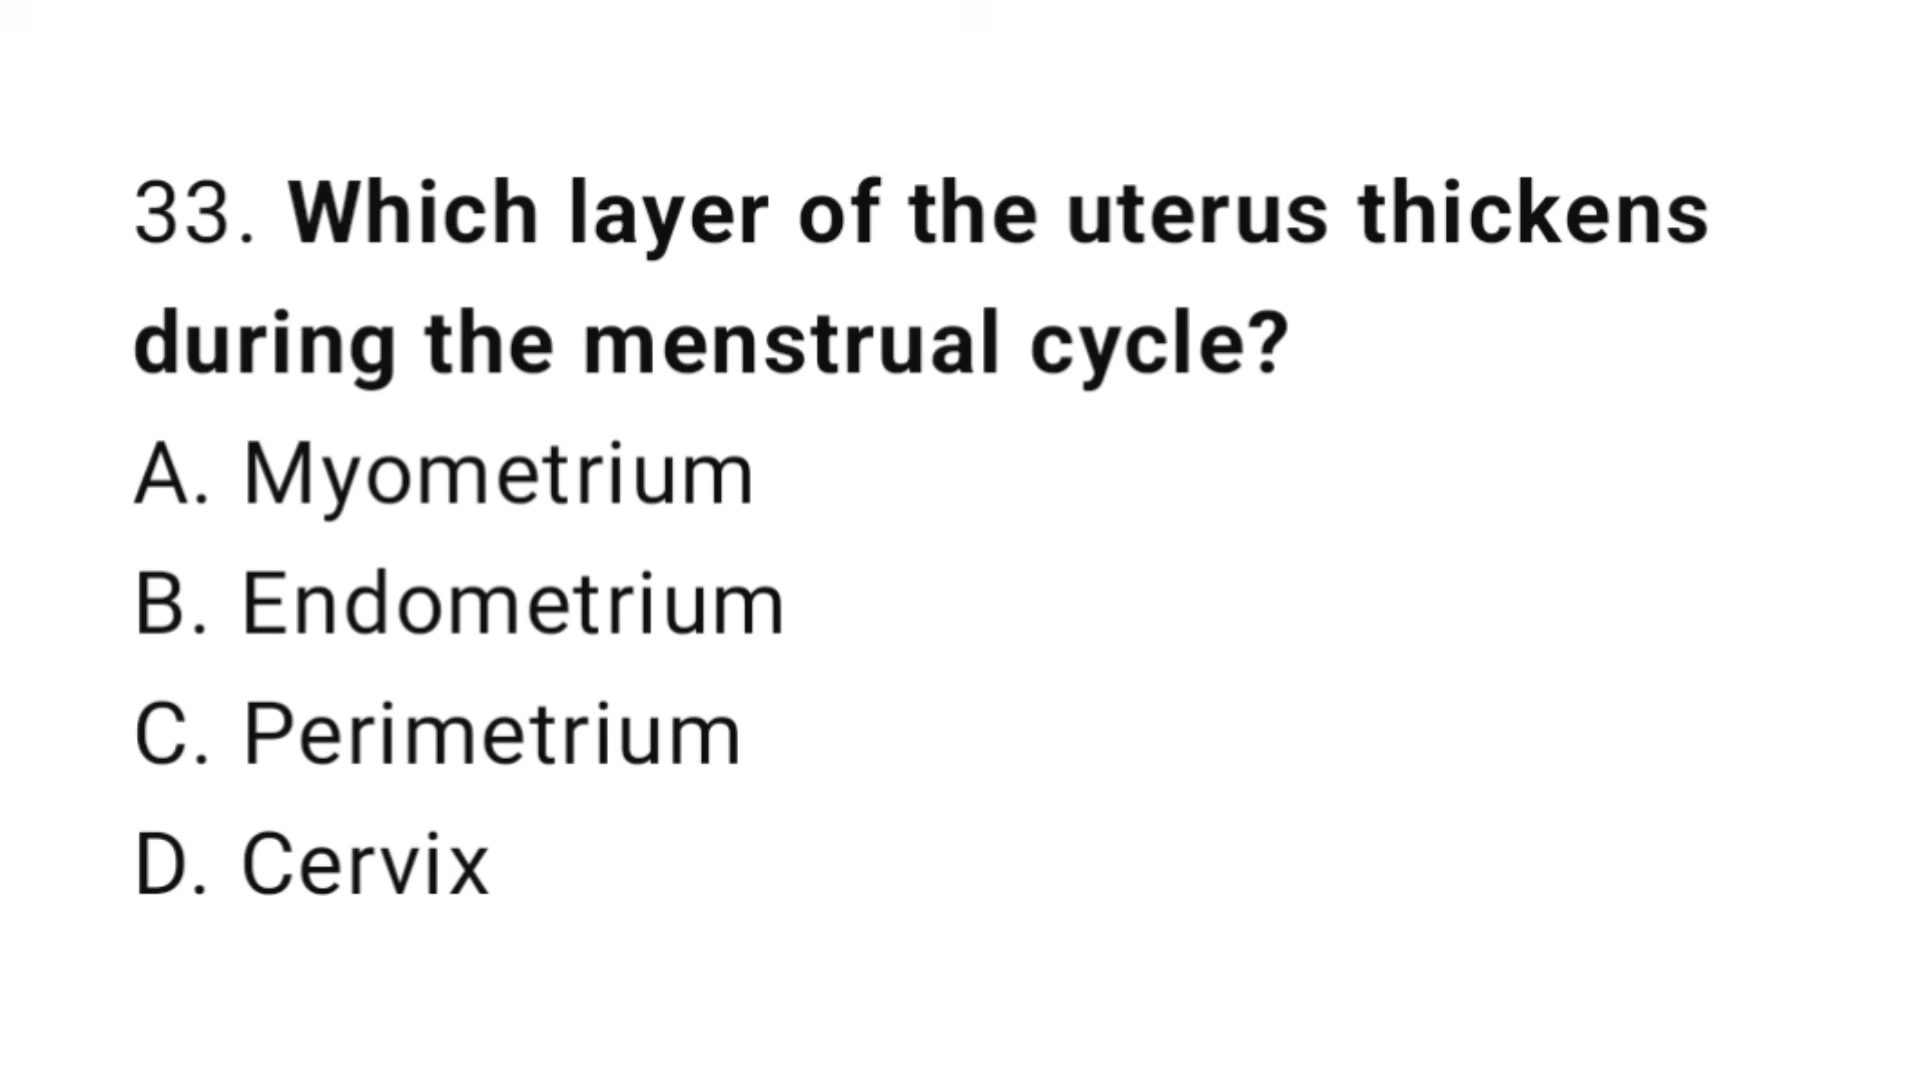 33. Which layer of the uterus thickens
during the menstrual cycle?
A. Myometrium
B. Endometrium
C. Perimetrium
D. Cervix